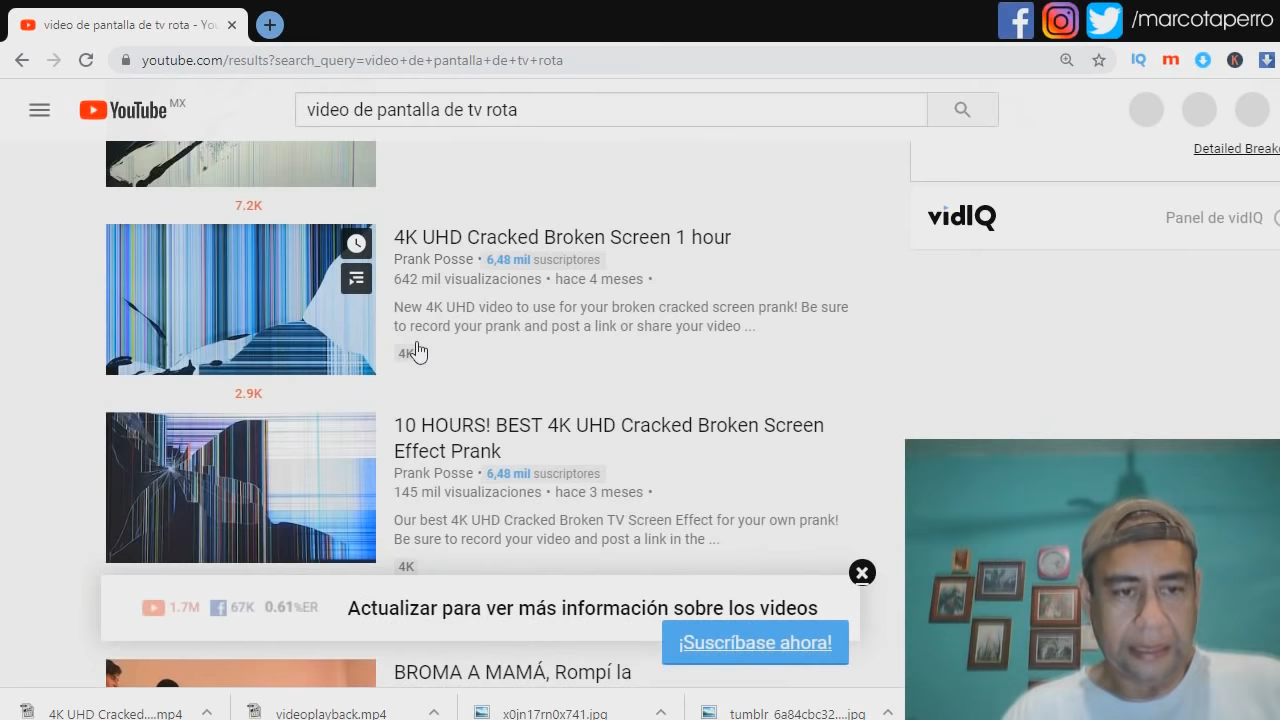 video de pantalla de tv rota - You
/marcotaperro
youtube.com/results?search_query=video+de+pantalla+de+tv+rota
IQ
m
K
YouTube MX
video de pantalla de tv rota
Detailed Break
7.2K
vidIQ
Panel de vidIQ
4K UHD Cracked Broken Screen 1 hour
Prank Posse • 6,48 mil suscriptores
642 mil visualizaciones • hace 4 meses •
New 4K UHD video to use for your broken cracked screen prank! Be sure
to record your prank and post a link or share your video ...
4K
2.9K
10 HOURS! BEST 4K UHD Cracked Broken Screen
Effect Prank
Prank Posse • 6,48 mil suscriptores
145 mil visualizaciones • hace 3 meses •
Our best 4K UHD Cracked Broken TV Screen Effect for your own prank!
Be sure to record your video and post a link in the ...
4K
1.7M 67K 0.61%ER
Actualizar para ver más información sobre los videos
¡Suscríbase ahora!
BROMA A MAMÁ, Rompí la
4K UHD Cracked....mp4
videoplayback.mp4
x0jn17rn0x741.jpg
tumblr_6a84cbc32....jpg